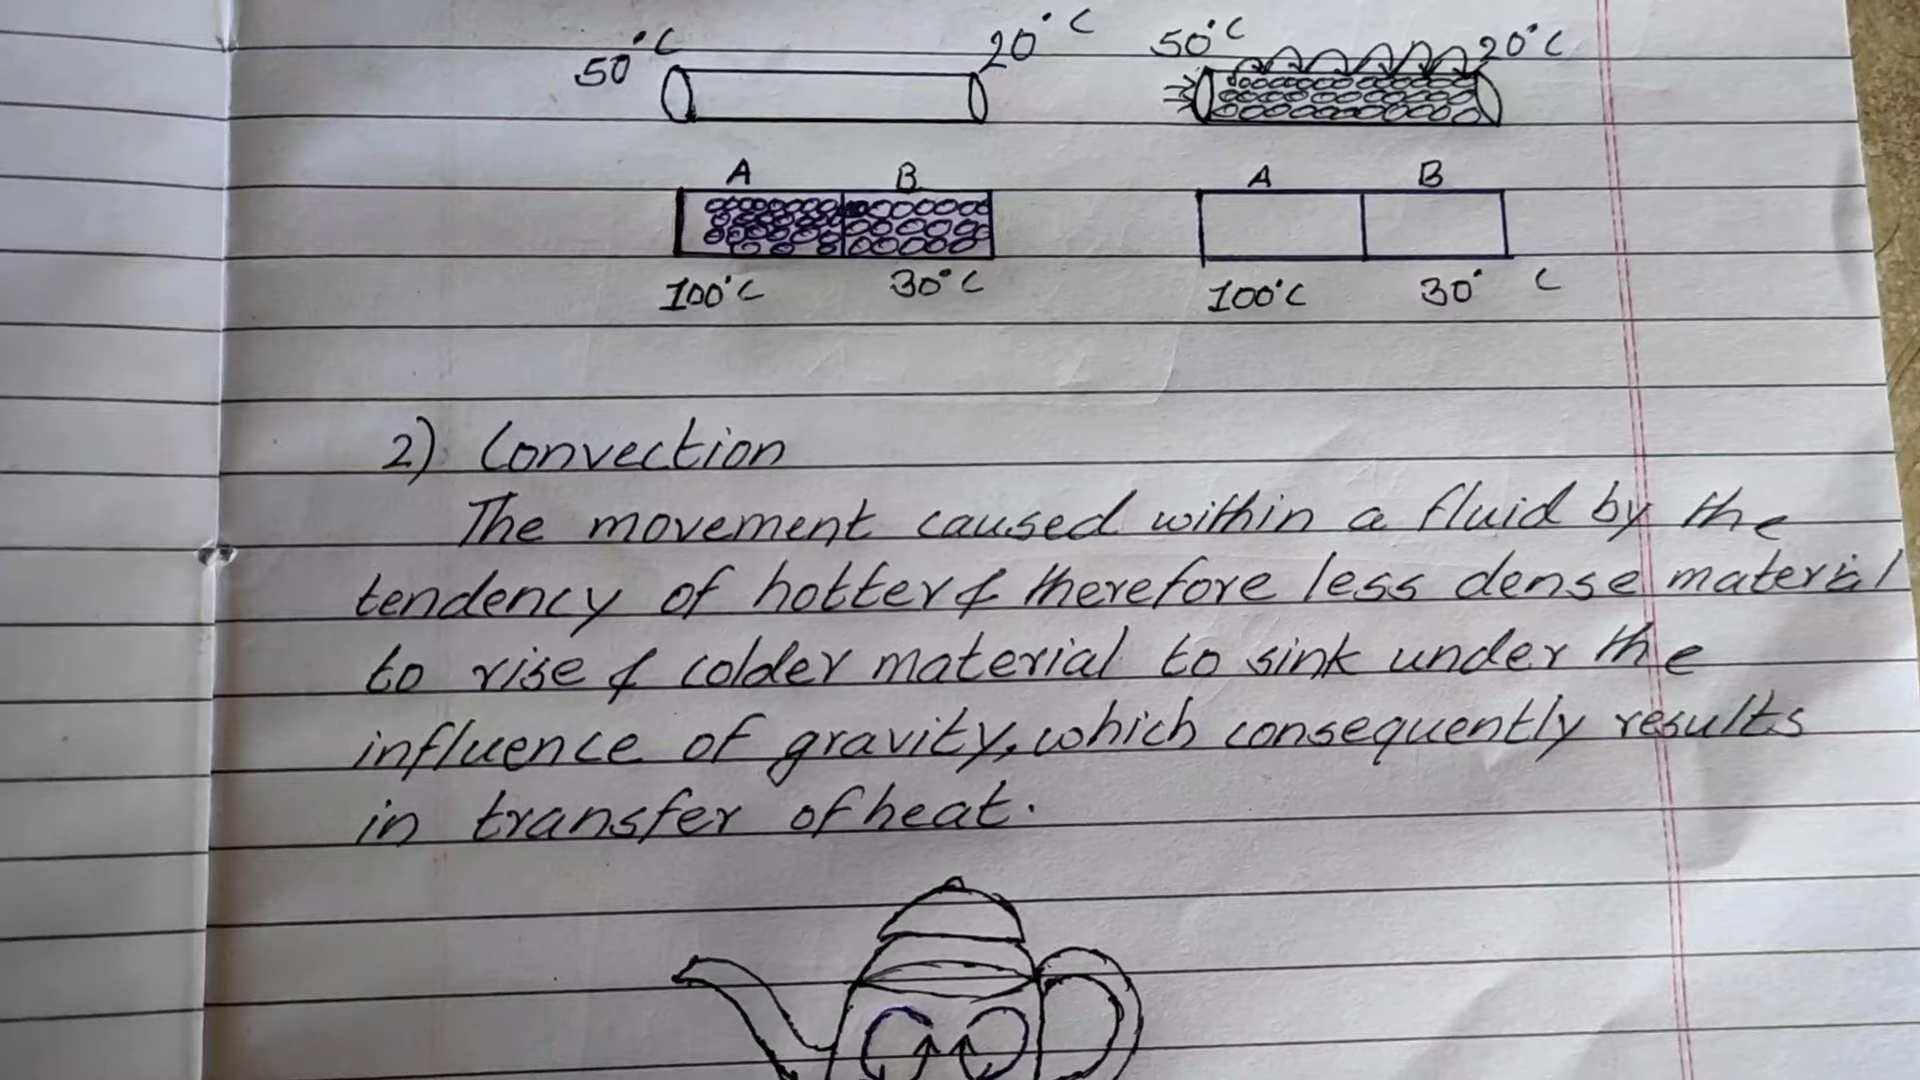 50°C 20°C 50°C 20°C
A B A B
100°C 30°C 100°C 30° C
2) Convection
The movement caused within a fluid by the
tendency of hotter & therefore less dense material
to rise & colder material to sink under the
influence of gravity, which consequently results
in transfer of heat.